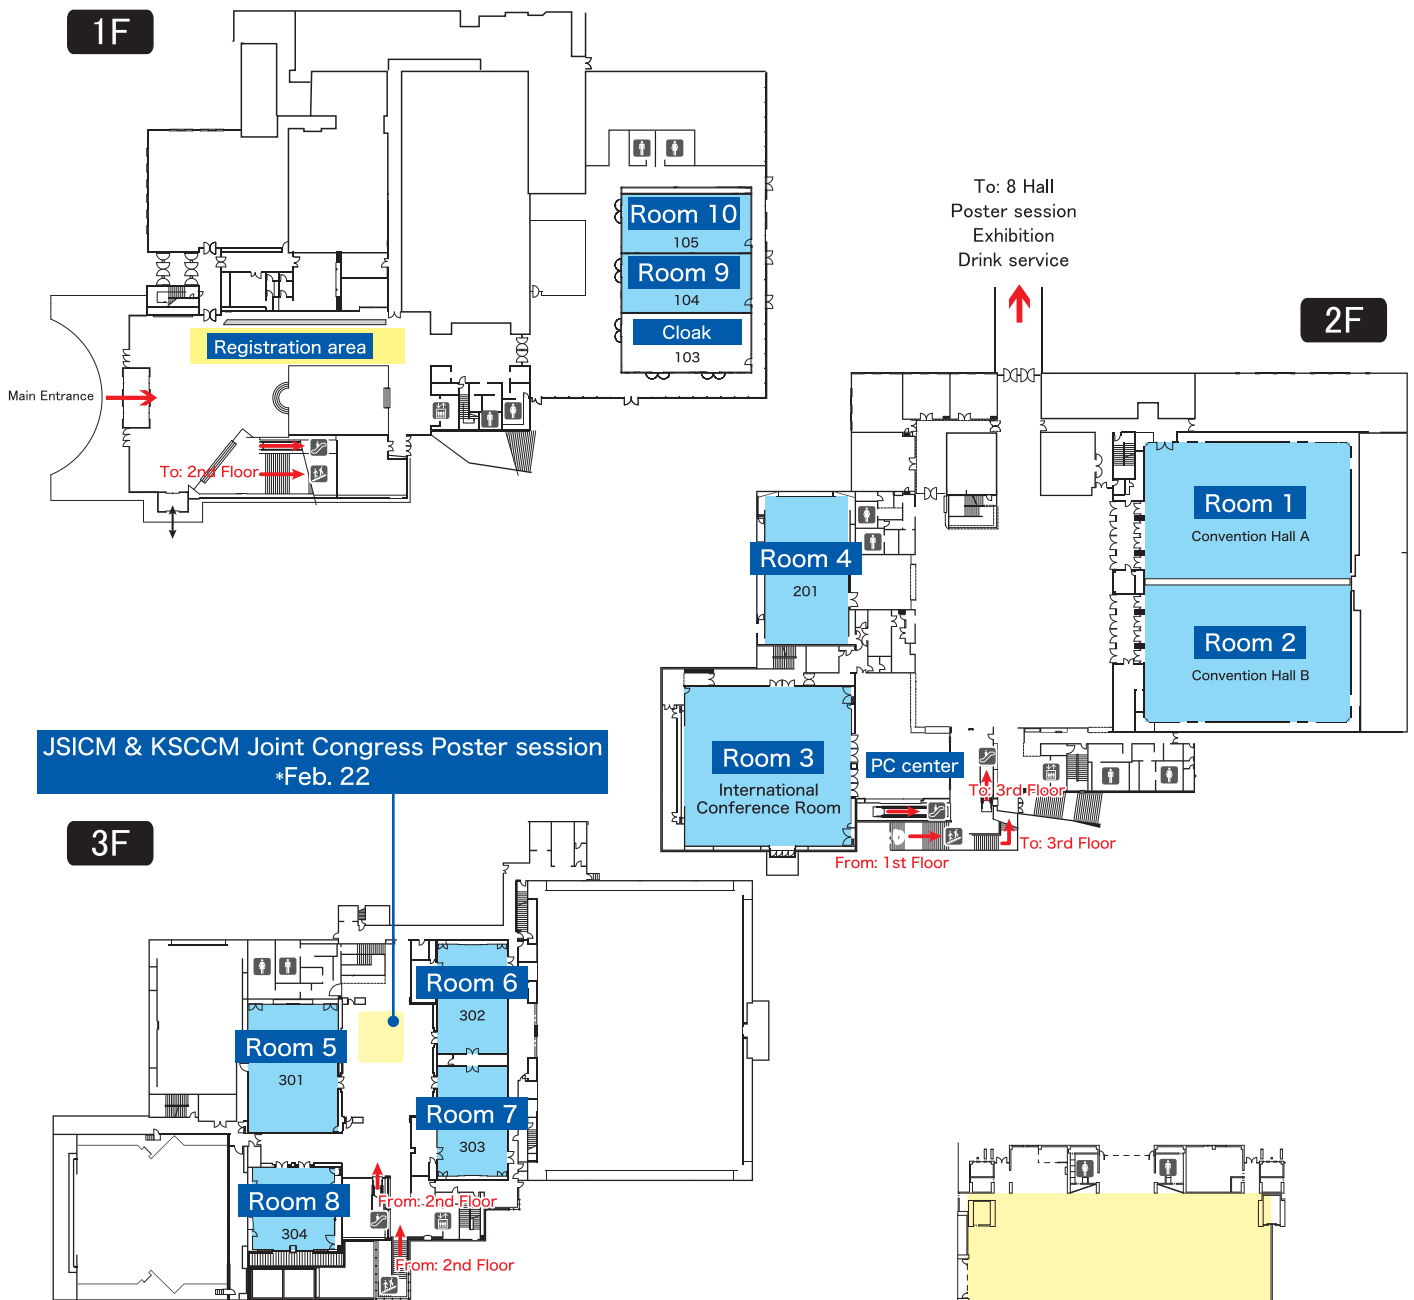 1F
Room 10
105
Room 9
104
Cloak
103
Registration area
Main Entrance
To: 2nd Floor
To: 8 Hall
Poster session
Exhibition
Drink service
2F
Room 1
Convention Hall A
Room 2
Convention Hall B
Room 4
201
Room 3
International
Conference Room
PC center
To: 3rd Floor
To: 3rd Floor
From: 1st Floor
JSICM & KSCCM Joint Congress Poster session
*Feb. 22
3F
Room 6
302
Room 5
301
Room 7
303
Room 8
304
From: 2nd Floor
From: 2nd Floor